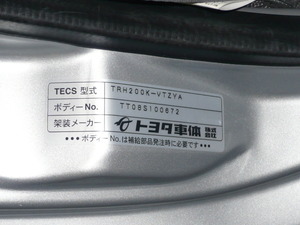 TECS 型式 TRH200K-VTZYA
ボディーNo. TT08S100672
架装メーカー トヨタ車体 株式会社
•••ボディーNo.は補給部品発注時に必要です•••